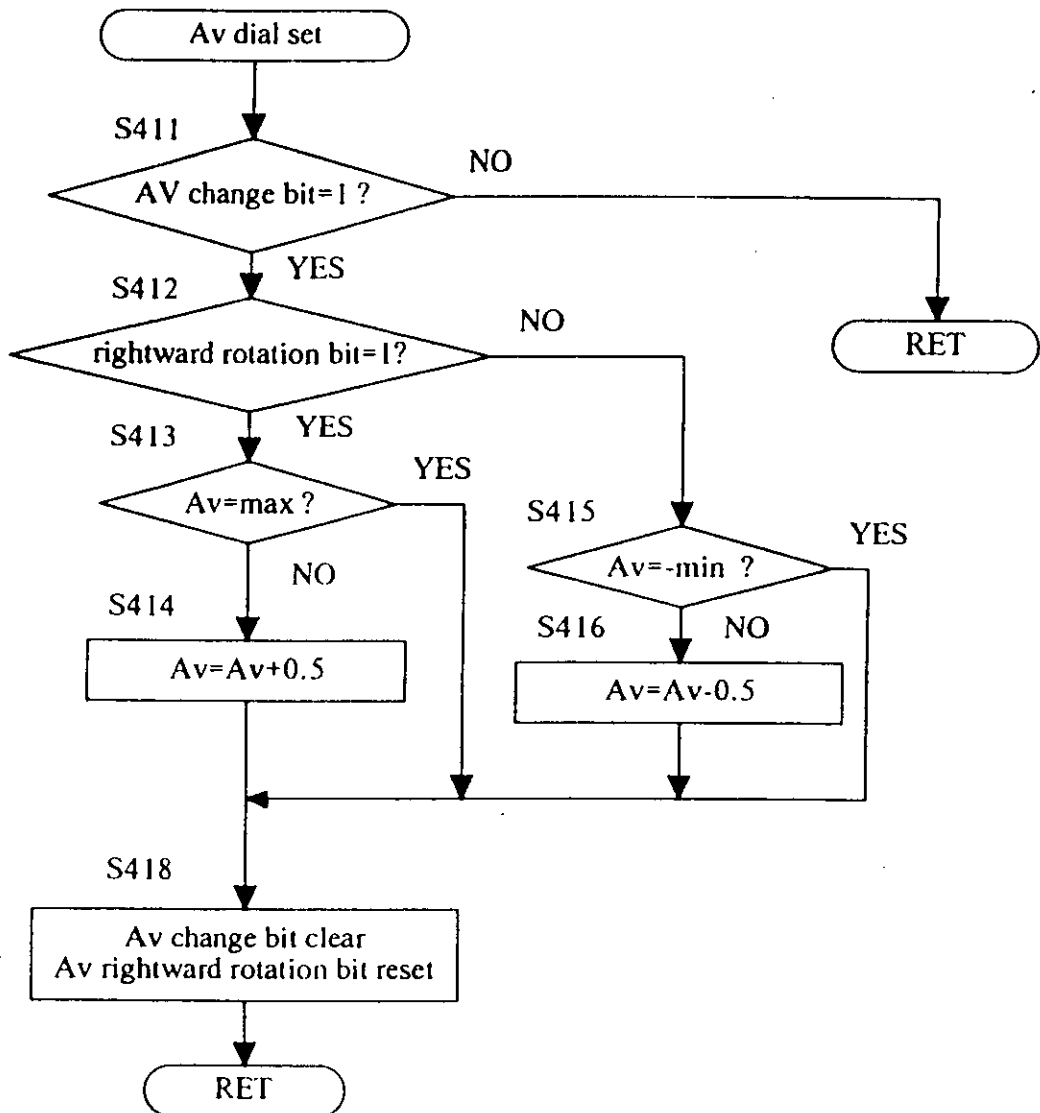 Av dial set
S411
NO
AV change bit=1 ?
YES
S412
NO
rightward rotation bit=1?
RET
YES
S413
YES
Av=max ?
S415
YES
Av=-min ?
NO
S414
S416
NO
Av=Av+0.5
Av=Av-0.5
S418
Av change bit clear
Av rightward rotation bit reset
RET